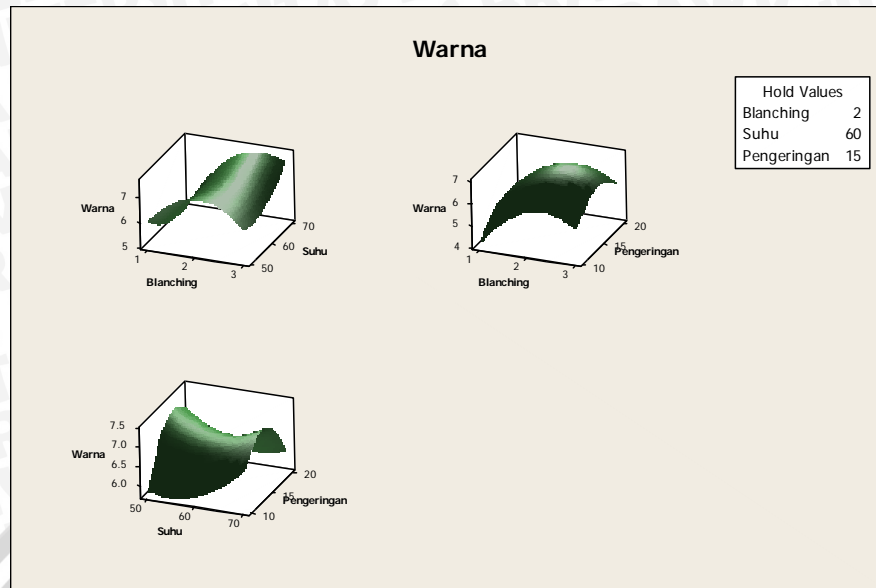 Warna
Hold Values
Blanching 2
Suhu 60
Pengeringan 15
7
6
5
Warna
1
2
3
Blanching
50
60
70
Suhu
7
6
5
4
Warna
1
2
3
Blanching
10
15
20
Pengeringan
7.5
7.0
6.5
6.0
Warna
50
60
70
Suhu
10
15
20
Pengeringan